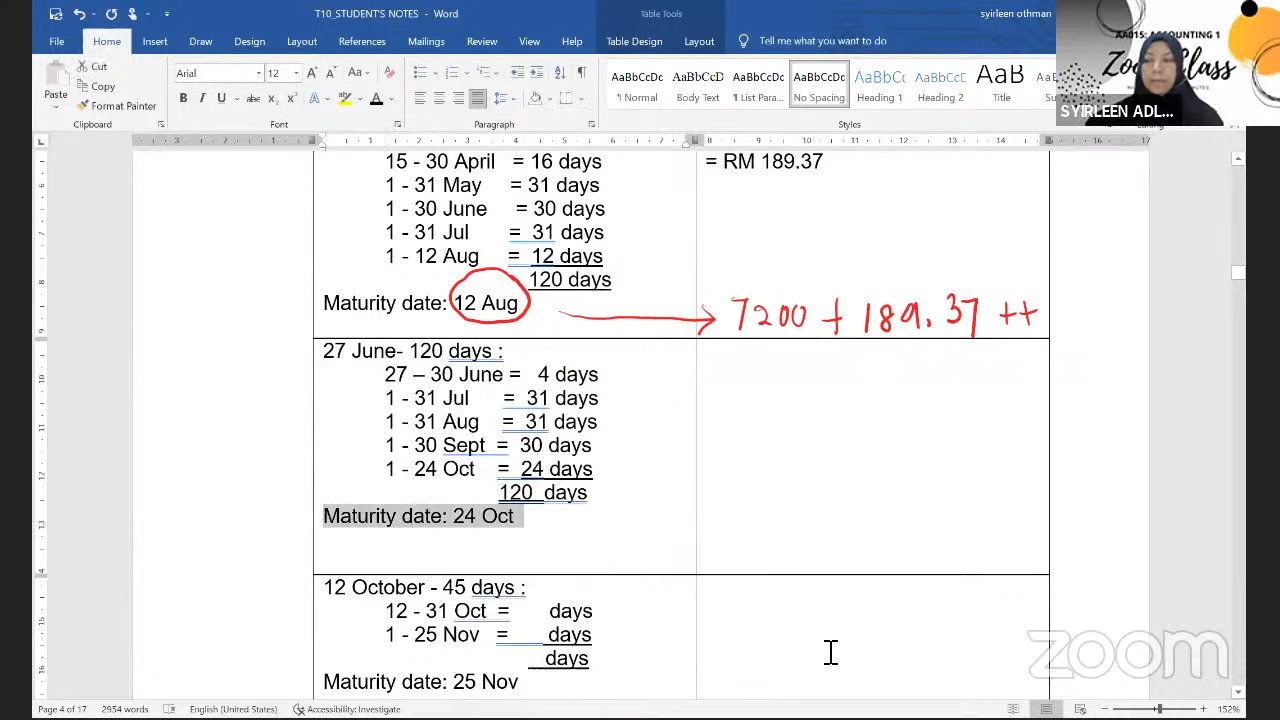 T10_STUDENT'S NOTES - Word
Table Tools
syirleen othman
File Home Insert Draw Design Layout References Mailings Review View Help Table Design Layout Tell me what you want to do
AA015: ACCOUNTING 1
Zoom Class
SYIRLEEN ADL...
Cut
Copy
Format Painter
Paste
Arial 12
Clipboard Font Paragraph Styles
AaBbCcDc AaBbCcDc AaBbCcDc AaBbCcDc AaBbCcD AaBbCcD AaB
¶ Normal Body Text ¶ List Para... ¶ No Spacing Heading 1 Heading 2 Title
15 - 30 April = 16 days
= RM 189.37
1 - 31 May = 31 days
1 - 30 June = 30 days
1 - 31 Jul = 31 days
1 - 12 Aug = 12 days
120 days
Maturity date: 12 Aug
7200 + 189.37 ++
27 June- 120 days :
27 – 30 June = 4 days
1 - 31 Jul = 31 days
1 - 31 Aug = 31 days
1 - 30 Sept = 30 days
1 - 24 Oct = 24 days
120 days
Maturity date: 24 Oct
12 October - 45 days :
12 - 31 Oct = days
1 - 25 Nov = days
days
Maturity date: 25 Nov
zoom
Page 4 of 17 2954 words English (United States) Accessibility: Investigate Focus 152%